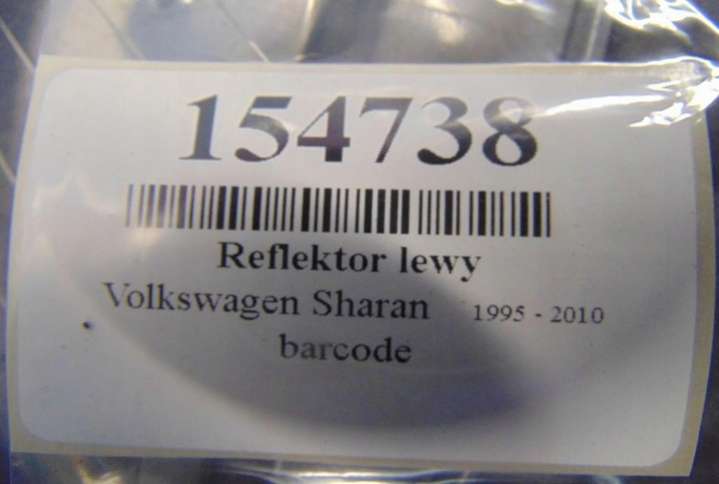 154738
Reflektor lewy
Volkswagen Sharan 1995 - 2010
barcode